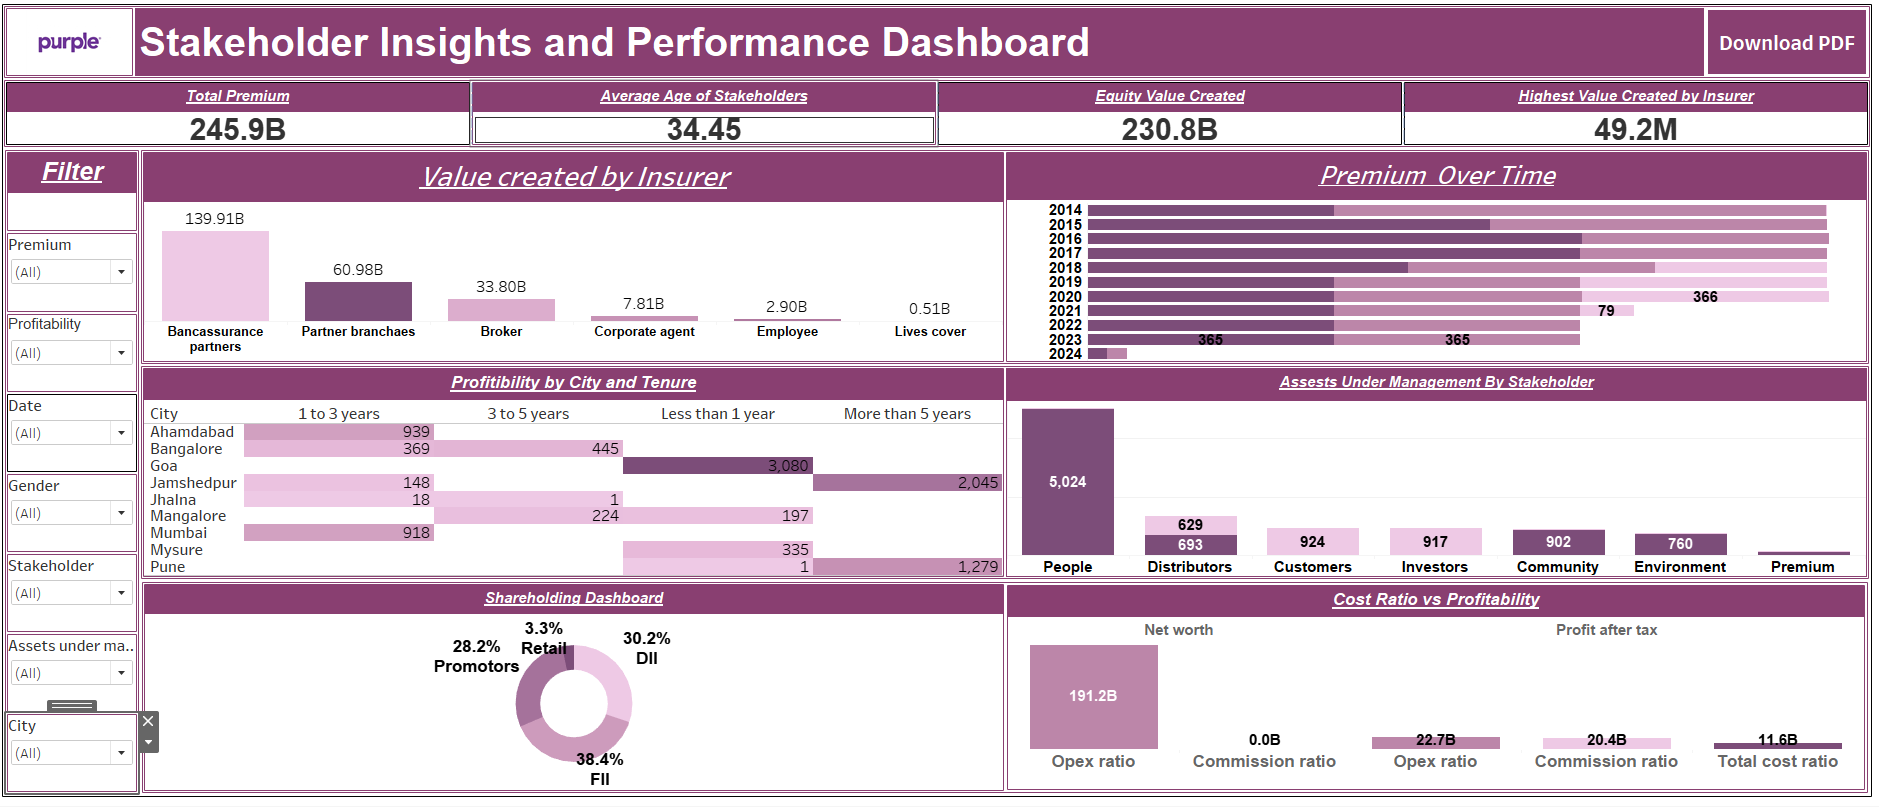 purple
Stakeholder Insights and Performance Dashboard
Download PDF
Total Premium
245.9B
Average Age of Stakeholders
34.45
Equity Value Created
230.8B
Highest Value Created by Insurer
49.2M
Filter
Premium
(All)
Profitability
(All)
Date
(All)
Gender
(All)
Stakeholder
(All)
Assets under ma..
(All)
City
(All)
Value created by Insurer
139.91B
60.98B
33.80B
7.81B
2.90B
0.51B
Bancassurance
partners
Partner branchaes
Broker
Corporate agent
Employee
Lives cover
Premium Over Time
2014
2015
2016
2017
2018
2019
2020 366
2021 79
2022
2023 365 365
2024
Profitibility by City and Tenure
City 1 to 3 years 3 to 5 years Less than 1 year More than 5 years
Ahamdabad 939
Bangalore 369 445
Goa 3,080
Jamshedpur 148 2,045
Jhalna 18 1
Mangalore 224 197
Mumbai 918
Mysure 335
Pune 1 1,279
Assests Under Management By Stakeholder
5,024
629
693
924
917
902
760
People Distributors Customers Investors Community Environment Premium
Shareholding Dashboard
3.3%
Retail
30.2%
DII
28.2%
Promotors
38.4%
FII
Cost Ratio vs Profitability
Net worth Profit after tax
191.2B
0.0B
22.7B
20.4B
11.6B
Opex ratio Commission ratio Opex ratio Commission ratio Total cost ratio